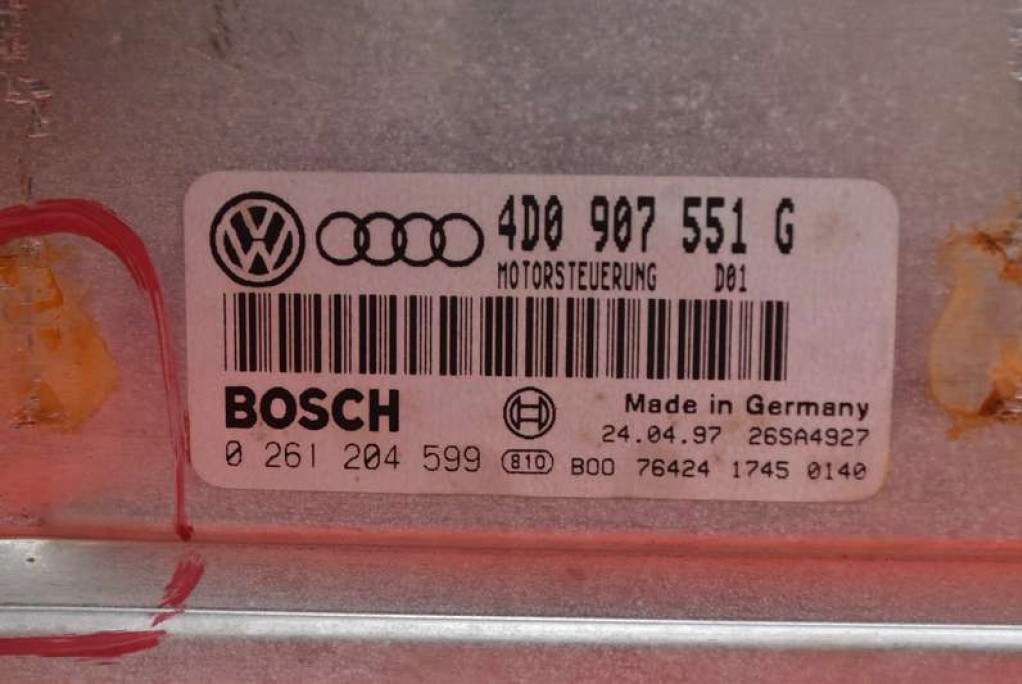 4D0 907 551 G
MOTORSTEUERUNG D01
BOSCH
Made in Germany
24.04.97 26SA4927
0 261 204 599 810 B00 76424 1745 0140